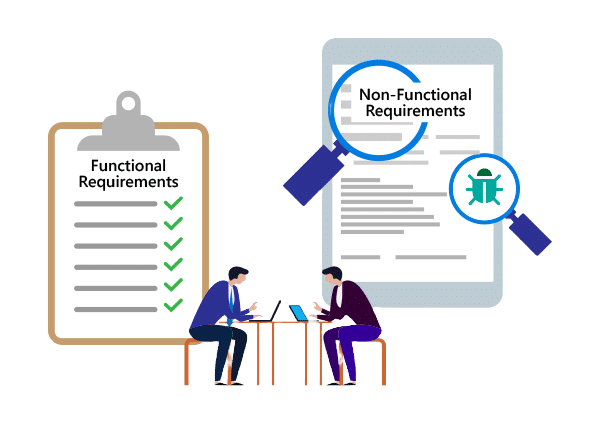 Functional
Requirements
Non-Functional
Requirements